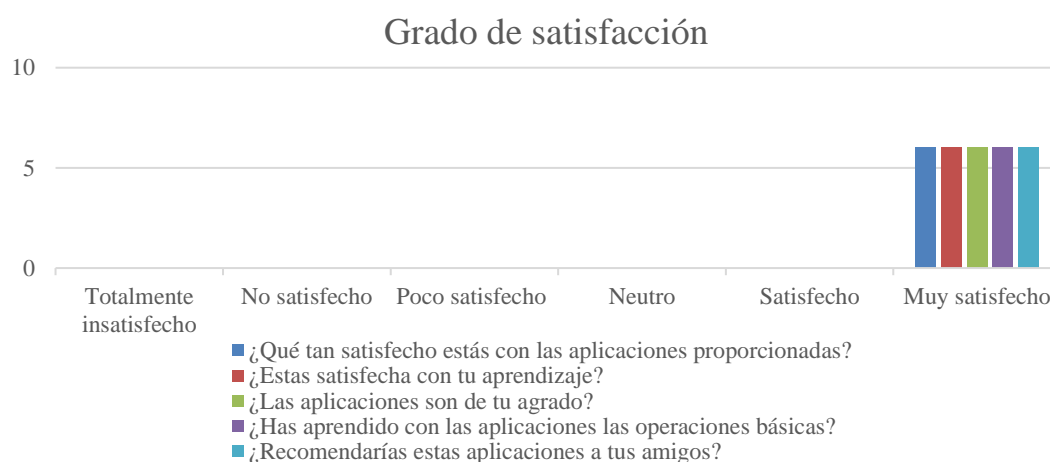 Grado de satisfacción
10
5
0
Totalmente insatisfecho
No satisfecho
Poco satisfecho
Neutro
Satisfecho
Muy satisfecho
¿Qué tan satisfecho estás con las aplicaciones proporcionadas?
¿Estas satisfecha con tu aprendizaje?
¿Las aplicaciones son de tu agrado?
¿Has aprendido con las aplicaciones las operaciones básicas?
¿Recomendarías estas aplicaciones a tus amigos?